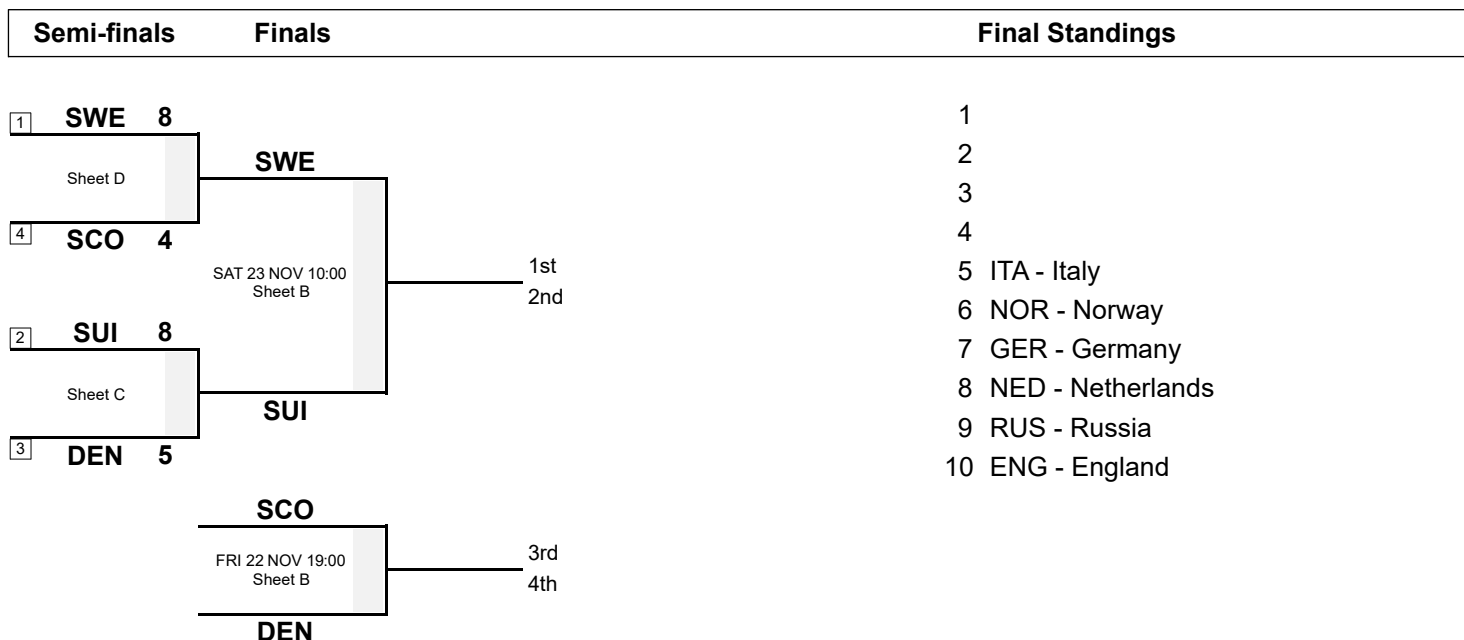 Semi-finals Finals Final Standings
1 SWE 8
Sheet D
4 SCO 4
SWE
SAT 23 NOV 10:00
Sheet B
SUI
1st
2nd
2 SUI 8
Sheet C
3 DEN 5
SCO
FRI 22 NOV 19:00
Sheet B
DEN
3rd
4th
1
2
3
4
5 ITA - Italy
6 NOR - Norway
7 GER - Germany
8 NED - Netherlands
9 RUS - Russia
10 ENG - England